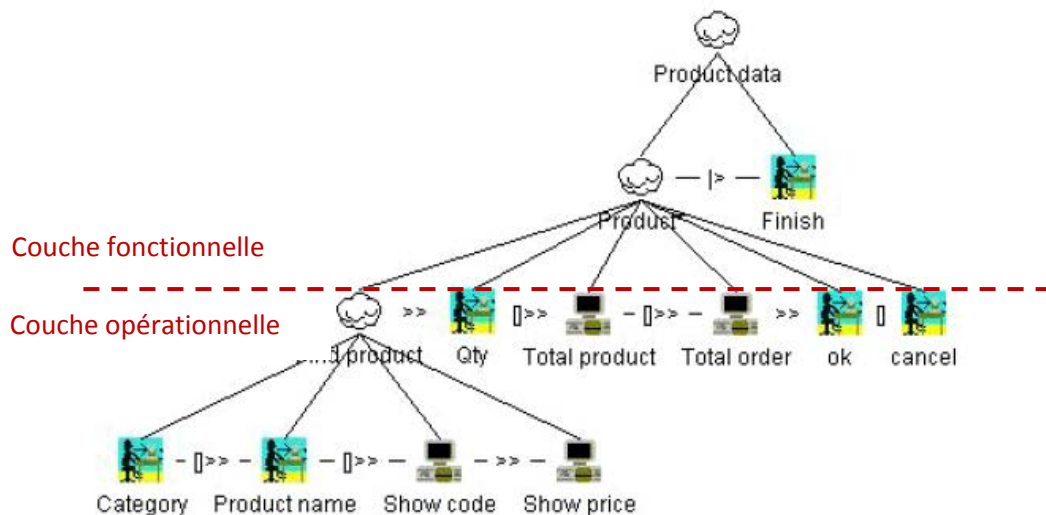 Product data
|>
Product* Finish
Couche fonctionnelle
Couche opérationnelle
>> []>> []>> >> []
product Qty Total product Total order ok cancel
[]>> []>> >>
Category Product name Show code Show price